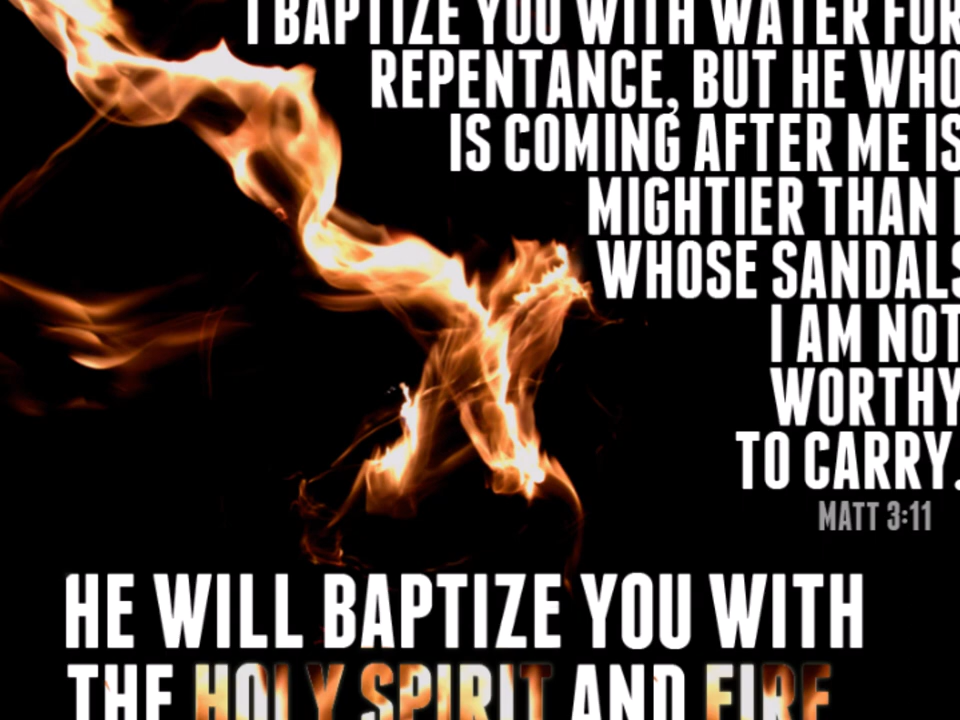 I BAPTIZE YOU WITH WATER FOR
REPENTANCE, BUT HE WHO
IS COMING AFTER ME IS
MIGHTIER THAN I
WHOSE SANDALS
I AM NOT
WORTHY
TO CARRY.
MATT 3:11
HE WILL BAPTIZE YOU WITH
THE HOLY SPIRIT AND FIRE